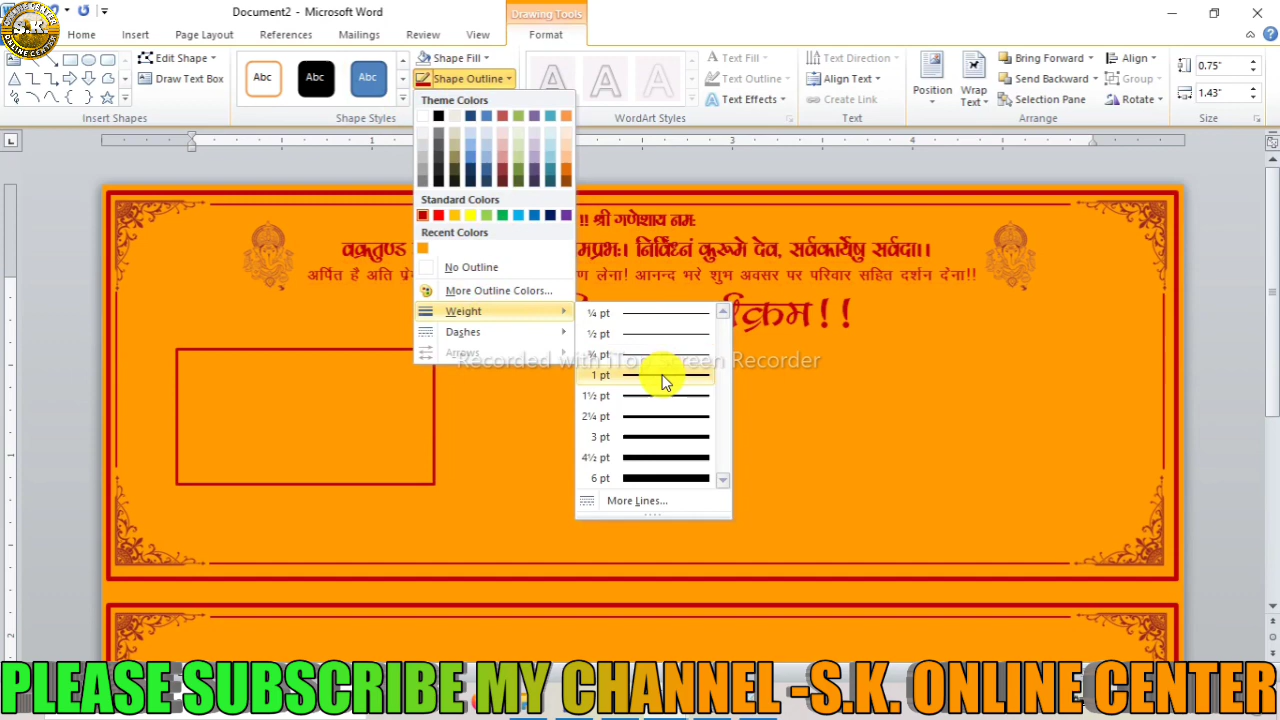 Document2 - Microsoft Word
Drawing Tools
S.K.
ONLINE CENTER
Home Insert Page Layout References Mailings Review View Format
Edit Shape
Draw Text Box
Insert Shapes
Abc Abc Abc
Shape Styles
Shape Fill
Shape Outline
WordArt Styles
Text Fill
Text Outline
Text Effects
Text Direction
Align Text
Create Link
Text
Position
Wrap Text
Bring Forward
Send Backward
Selection Pane
Align
Group
Rotate
Arrange
0.75"
1.43"
Size
Theme Colors
Standard Colors
Recent Colors
No Outline
More Outline Colors...
Weight
Dashes
Arrows
¼ pt
½ pt
¾ pt
1 pt
1½ pt
2¼ pt
3 pt
4½ pt
6 pt
More Lines...
1 3 4
1
2
!! श्री गणेशाय नमः
वक्रतुण्ड
मप्रभः। निर्विघ्नं कुरूमे देव, सर्वकार्येषु सर्वदा।।
अर्पित है अति
ण लेना! आनन्द भरे शुभ अवसर पर परिवार सहित दर्शन देना!!
Recorded with iTop Screen Recorder
PLEASE SUBSCRIBE MY CHANNEL -S.K. ONLINE CENTER